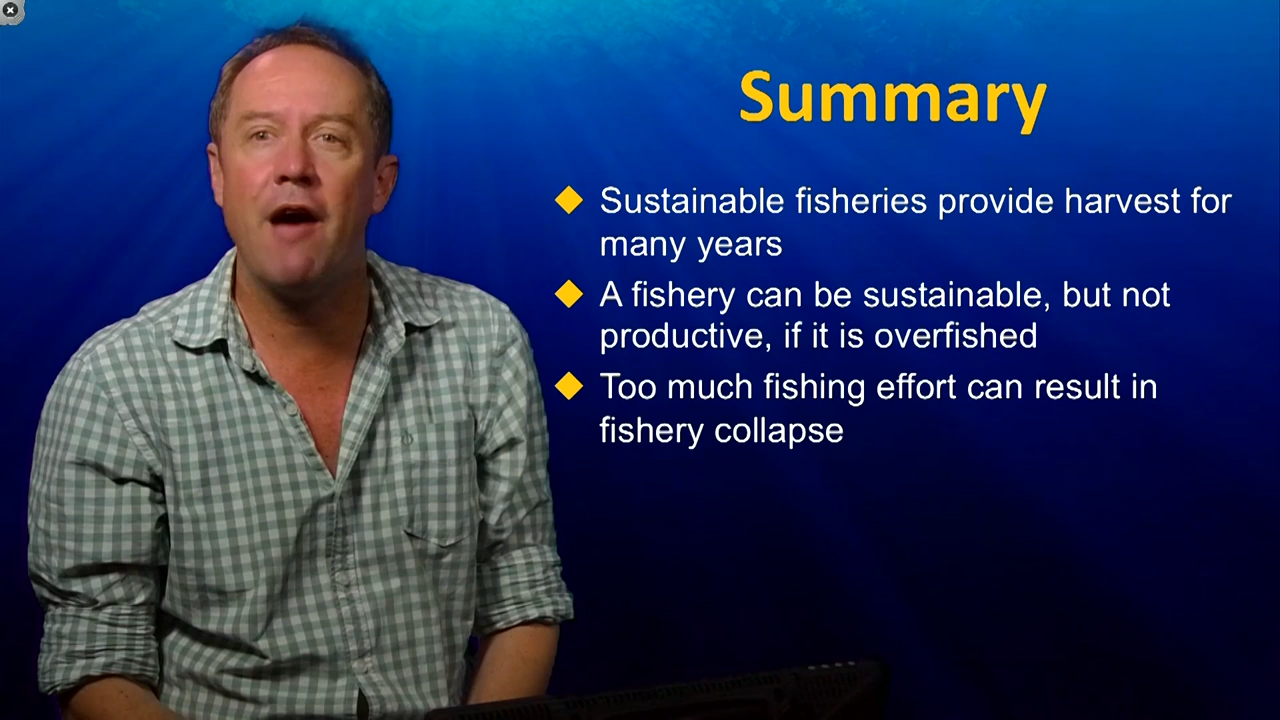 Summary
Sustainable fisheries provide harvest for
many years
A fishery can be sustainable, but not
productive, if it is overfished
Too much fishing effort can result in
fishery collapse